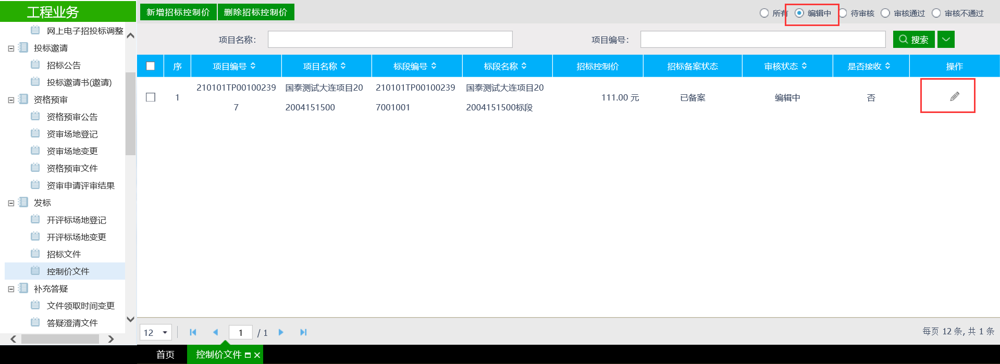 工程业务
网上电子招投标调整
投标邀请
招标公告
投标邀请书(邀请)
资格预审
资格预审公告
资审场地登记
资审场地变更
资格预审文件
资审申请评审结果
发标
开评标场地登记
开评标场地变更
招标文件
控制价文件
补充答疑
文件领取时间变更
答疑澄清文件
新增招标控制价 删除招标控制价
所有 编辑中 待审核 审核通过 审核不通过
项目名称： 项目编号： 搜索
序 项目编号 项目名称 标段编号 标段名称 招标控制价 招标备案状态 审核状态 是否接收 操作
210101TP00100239 国泰测试大连项目20 210101TP00100239 国泰测试大连项目20
1 111.00 元 已备案 编辑中 否
7 2004151500 7001001 2004151500标段
12 1 / 1 每页 12 条, 共 1 条
首页 控制价文件